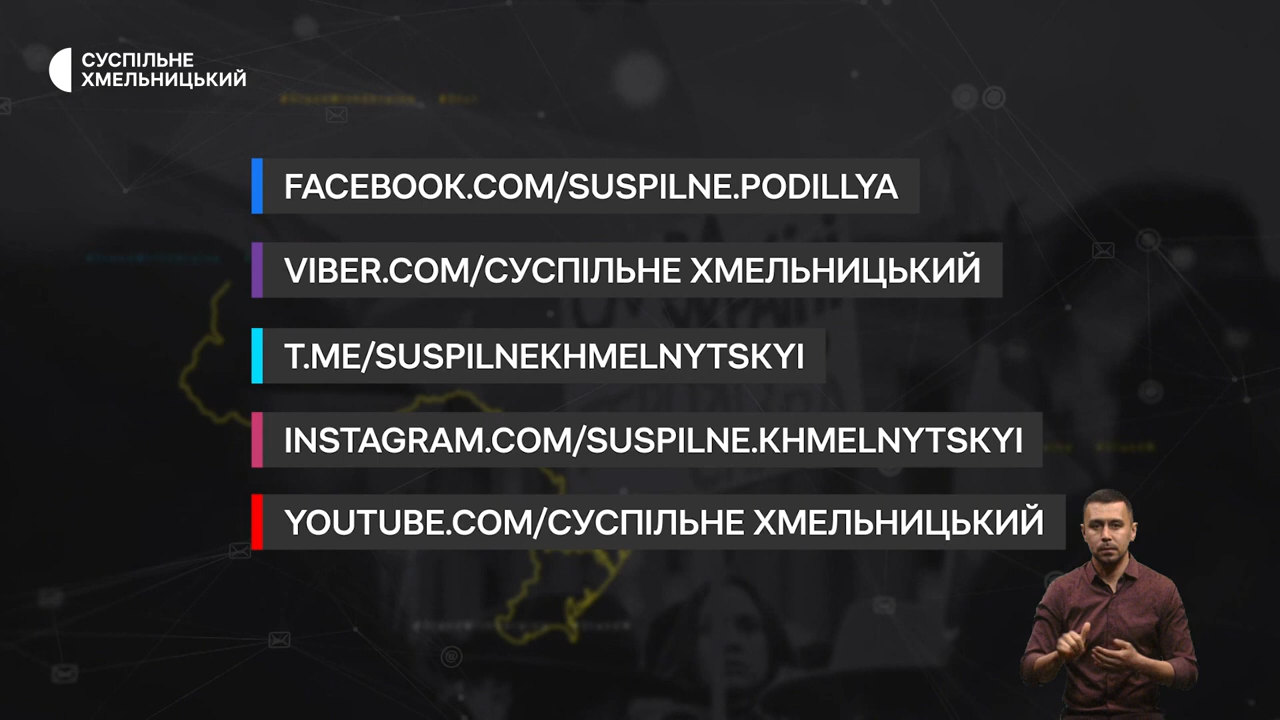 СУСПІЛЬНЕ
ХМЕЛЬНИЦЬКИЙ
FACEBOOK.COM/SUSPILNE.PODILLYA
VIBER.COM/СУСПІЛЬНЕ ХМЕЛЬНИЦЬКИЙ
T.ME/SUSPILNEKHMELNYTSKYI
INSTAGRAM.COM/SUSPILNE.KHMELNYTSKYI
YOUTUBE.COM/СУСПІЛЬНЕ ХМЕЛЬНИЦЬКИЙ